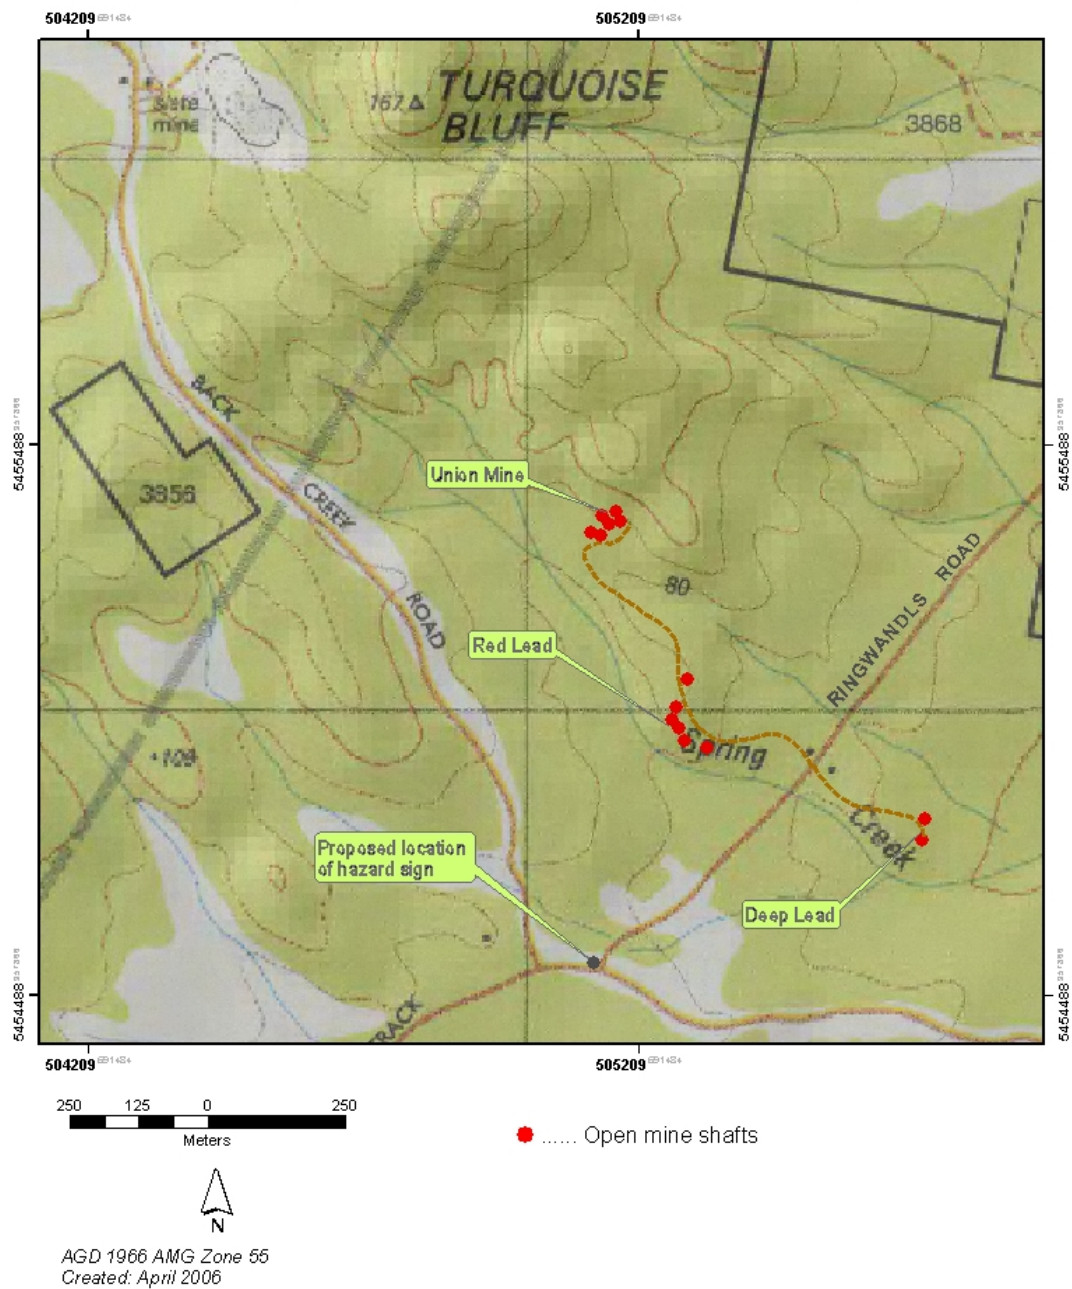 504209
505209
TURQUOISE
BLUFF
167
mine
3868
BACK
CREEK
ROAD
3856
5455488
5455488
Union Mine
80
RINGWANDLS ROAD
Red Lead
Spring
Creek
Proposed location
of hazard sign
Deep Lead
5454488
5454488
TRACK
504209
505209
250 125 0 250
Meters
...... Open mine shafts
N
AGD 1966 AMG Zone 55
Created: April 2006